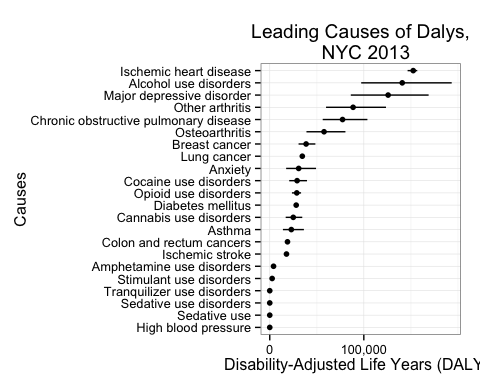 Leading Causes of Dalys,
NYC 2013
Causes
Ischemic heart disease
Alcohol use disorders
Major depressive disorder
Other arthritis
Chronic obstructive pulmonary disease
Osteoarthritis
Breast cancer
Lung cancer
Anxiety
Cocaine use disorders
Opioid use disorders
Diabetes mellitus
Cannabis use disorders
Asthma
Colon and rectum cancers
Ischemic stroke
Amphetamine use disorders
Stimulant use disorders
Tranquilizer use disorders
Sedative use disorders
Sedative use
High blood pressure
0 100,000
Disability-Adjusted Life Years (DALY